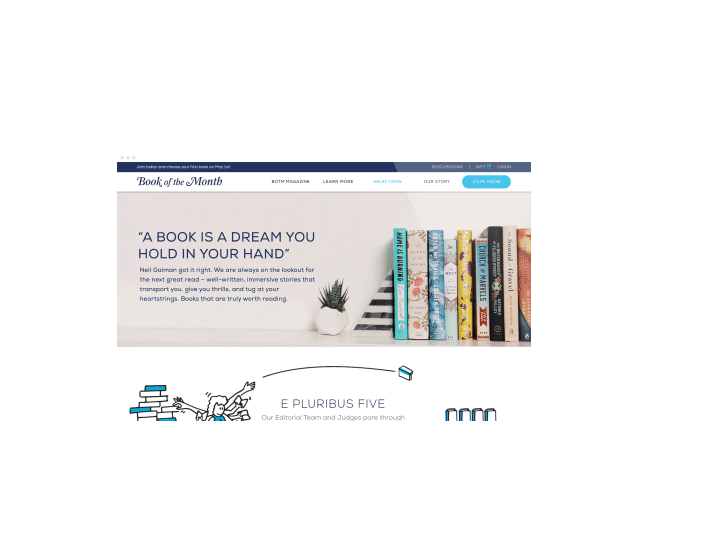 Join today and choose your first book on May 1st!
DISCUSSIONS | GIFT LOGIN
Book of the Month
BOTM MAGAZINE LEARN MORE SELECTIONS OUR STORY JOIN NOW
“A BOOK IS A DREAM YOU
HOLD IN YOUR HAND”
Neil Gaiman got it right. We are always on the lookout for
the next great read – well-written, immersive stories that
transport you, give you thrills, and tug at your
heartstrings. Books that are truly worth reading.
HOME IS BURNING
CHURCH of MARVELS
Sound of Gravel
E PLURIBUS FIVE
Our Editorial Team and Judges pore through